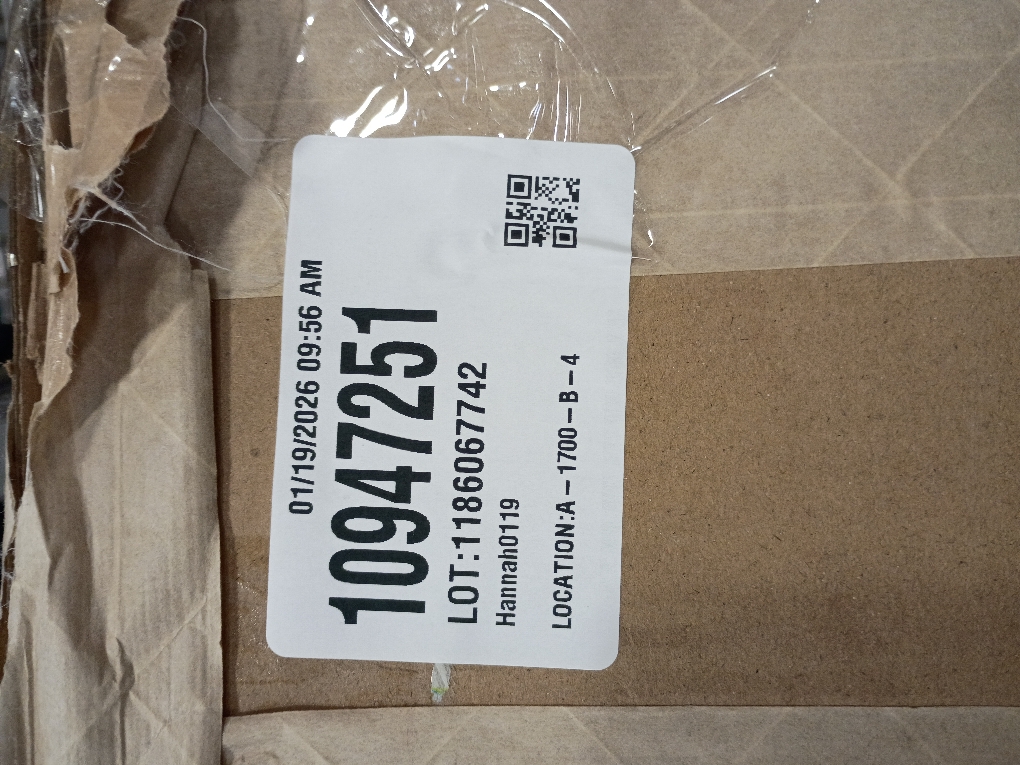 01/19/2026 09:56 AM
10947251
LOT:1186067742
Hannah0119
LOCATION:A-1700-B-4